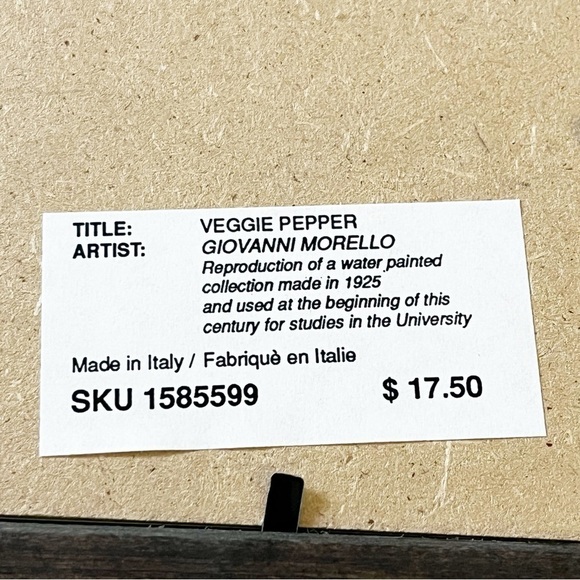 TITLE: VEGGIE PEPPER
ARTIST: GIOVANNI MORELLO
Reproduction of a water painted
collection made in 1925
and used at the beginning of this
century for studies in the University
Made in Italy / Fabriquè en Italie
SKU 1585599 $ 17.50